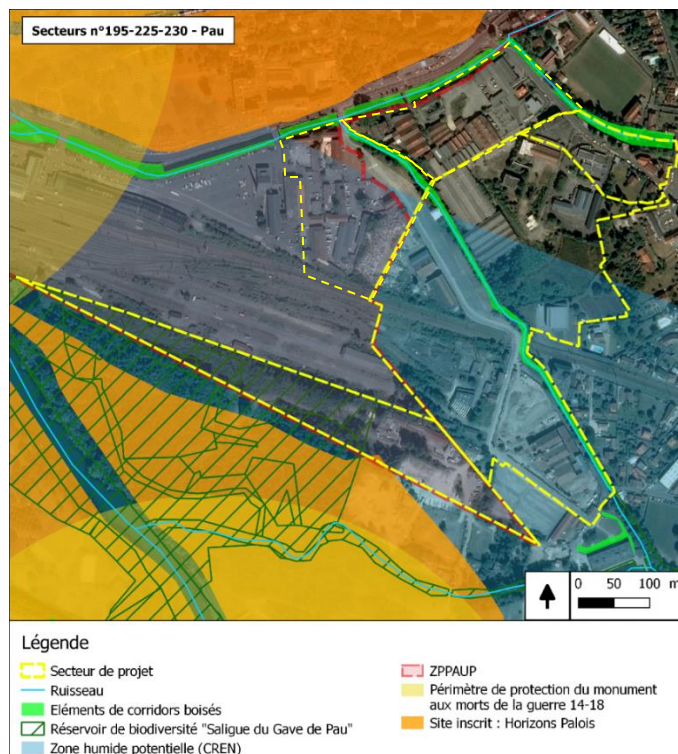 Secteurs n°195-225-230 - Pau
0 50 100 m
Légende
Secteur de projet
Ruisseau
Eléments de corridors boisés
Réservoir de biodiversité "Saligue du Gave de Pau"
Zone humide potentielle (CREN)
ZPPAUP
Périmètre de protection du monument
aux morts de la guerre 14-18
Site inscrit : Horizons Palois